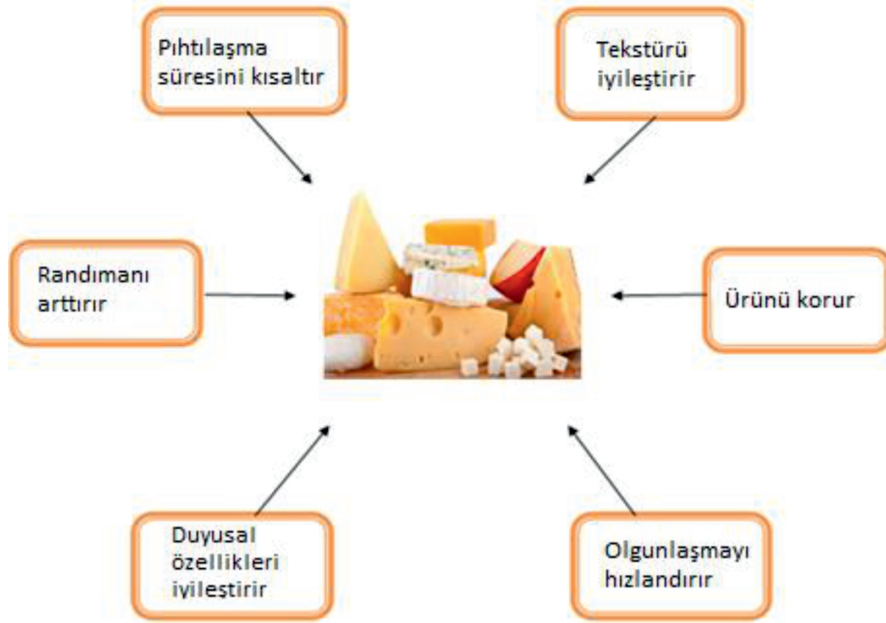 Pıhtılaşma
süresini kısaltır
Tekstürü
iyileştirir
Randımanı
arttırır
Ürünü korur
Duyusal
özellikleri
iyileştirir
Olgunlaşmayı
hızlandırır